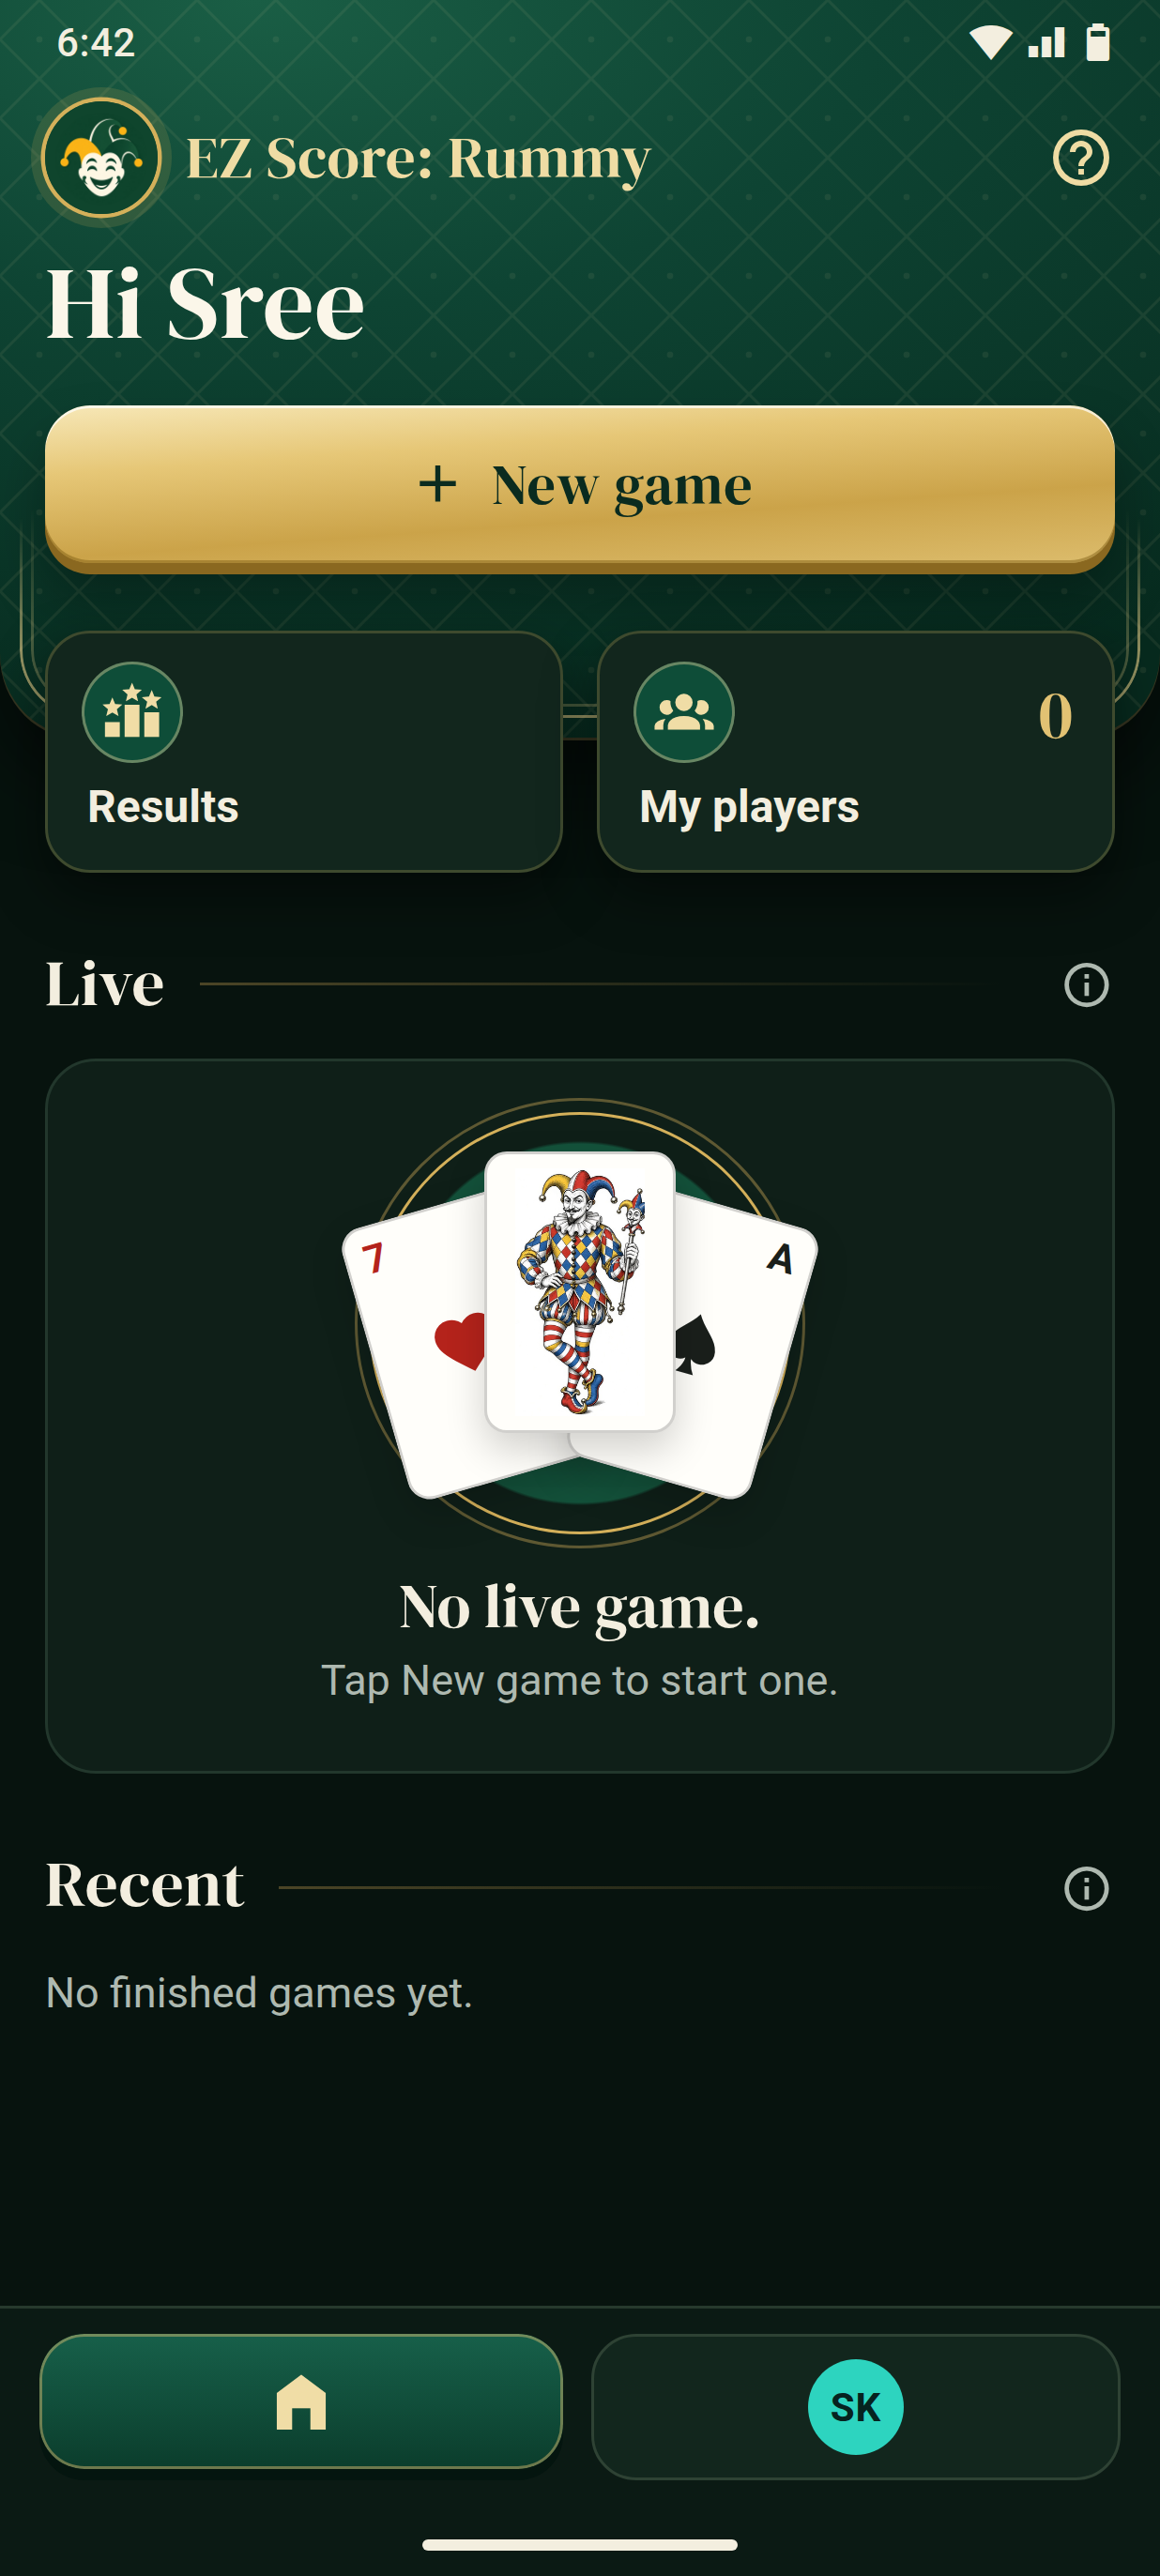 6:42
EZ Score: Rummy
Hi Sree
+ New game
Results
My players
0
Live
7
A
No live game.
Tap New game to start one.
Recent
No finished games yet.
SK